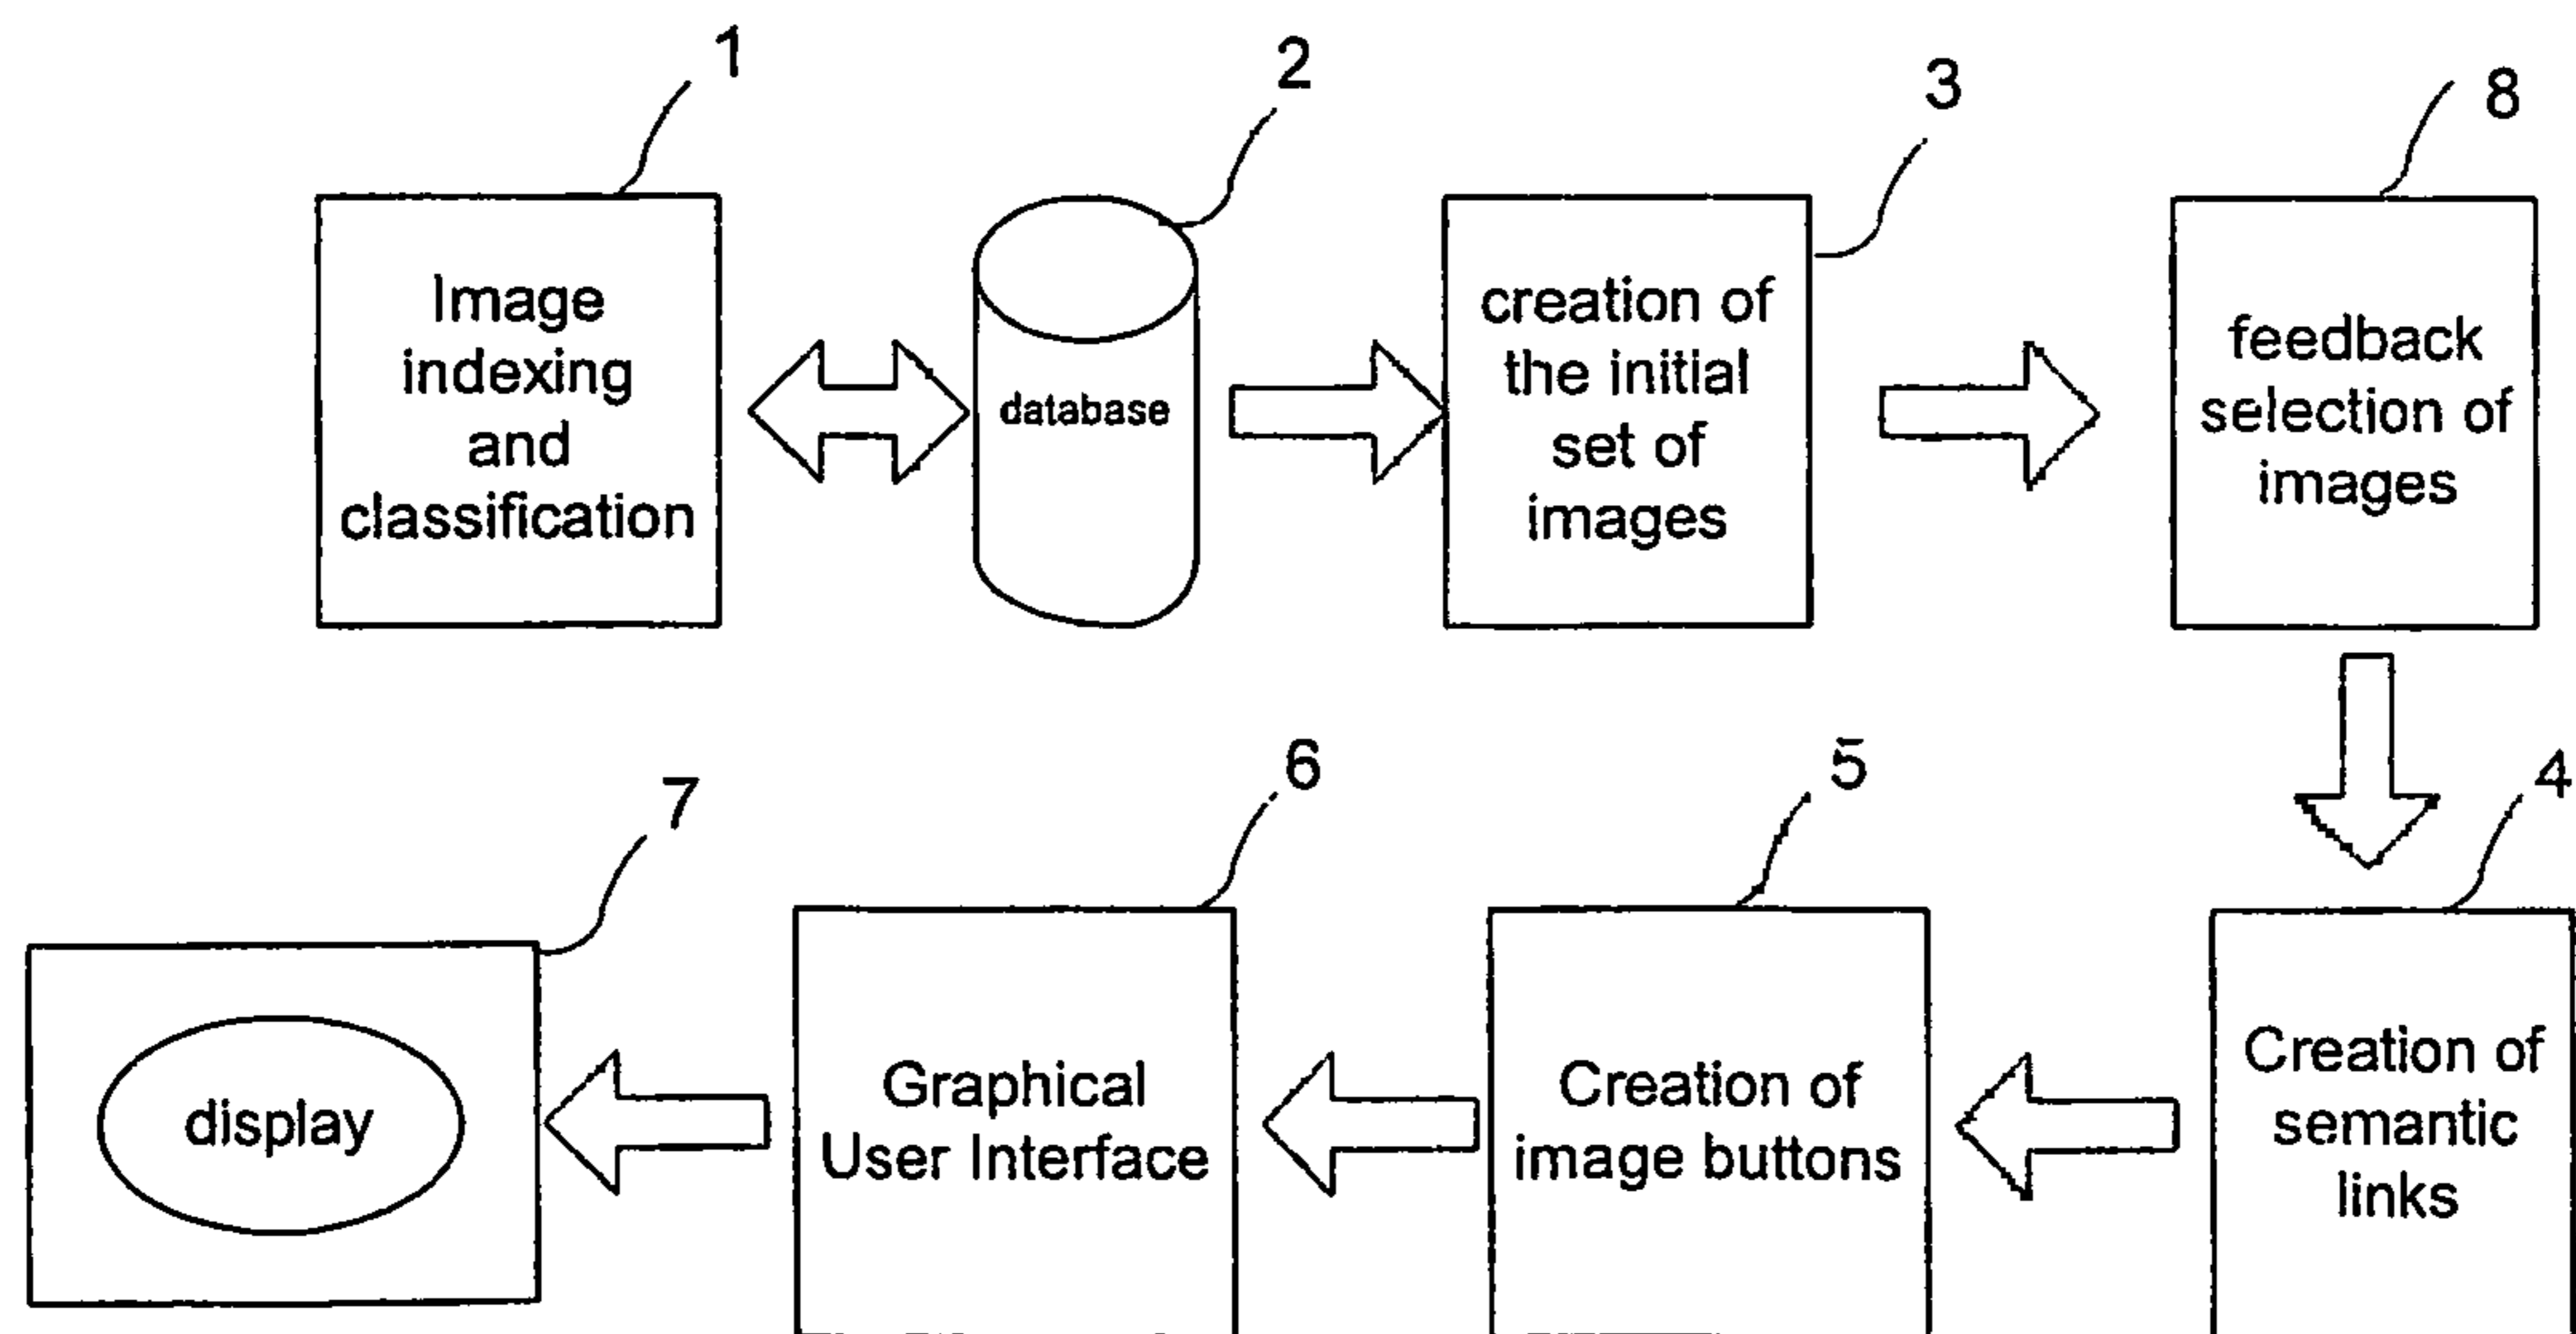 1
2
3
8
Image
indexing
and
classification
database
creation of
the initial
set of
images
feedback
selection of
images
7
6
5
4
display
Graphical
User Interface
Creation of
image buttons
Creation of
semantic
links